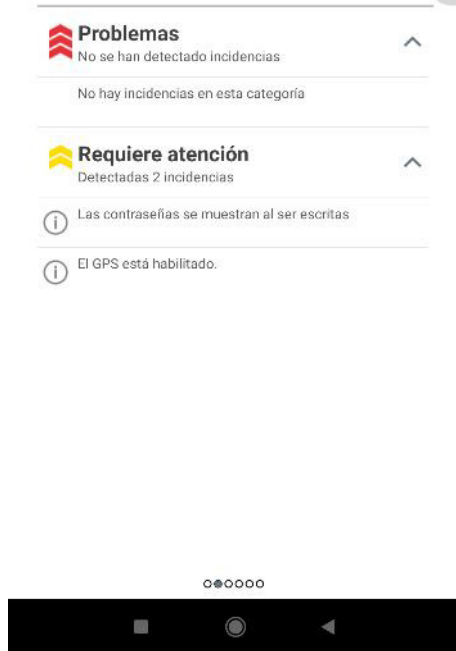 Problemas
No se han detectado incidencias
No hay incidencias en esta categoría
Requiere atención
Detectadas 2 incidencias
Las contraseñas se muestran al ser escritas
El GPS está habilitado.